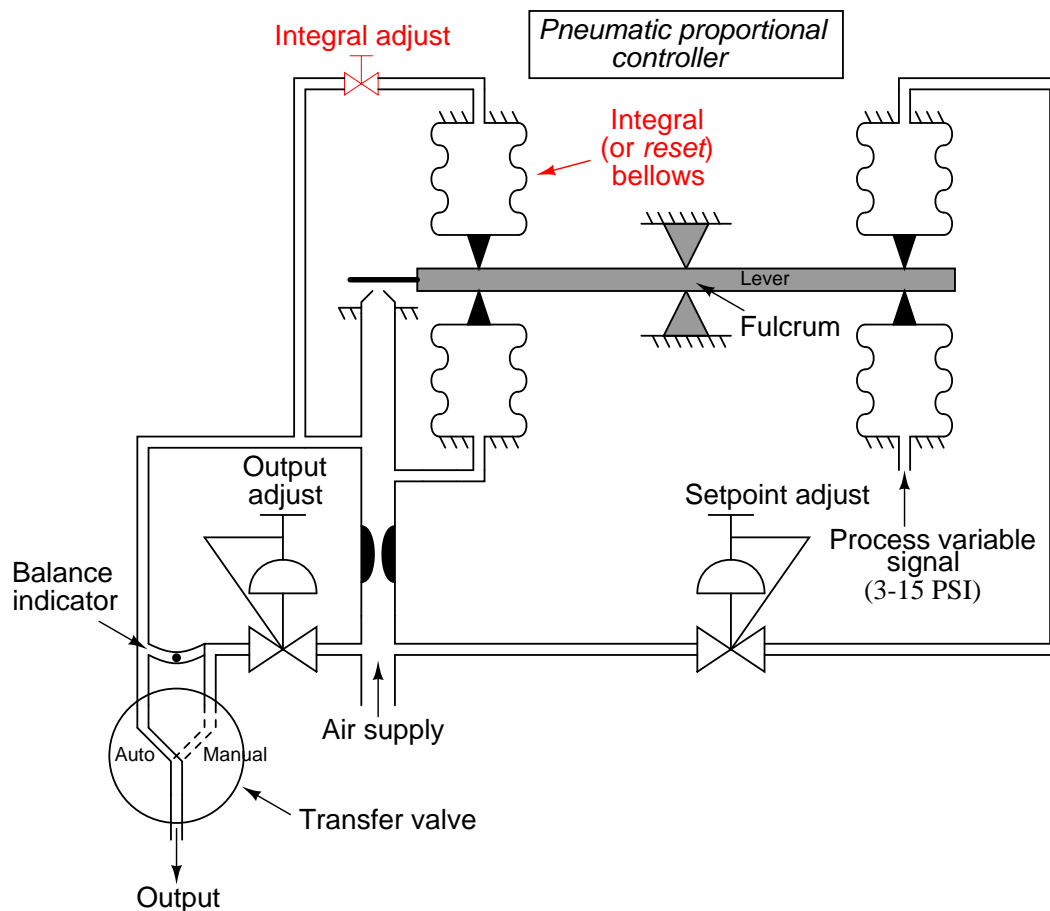 Integral adjust
Pneumatic proportional
controller
Integral
(or reset)
bellows
Lever
Fulcrum
Output
adjust
Setpoint adjust
Process variable
signal
(3-15 PSI)
Balance
indicator
Air supply
Auto
Manual
Transfer valve
Output